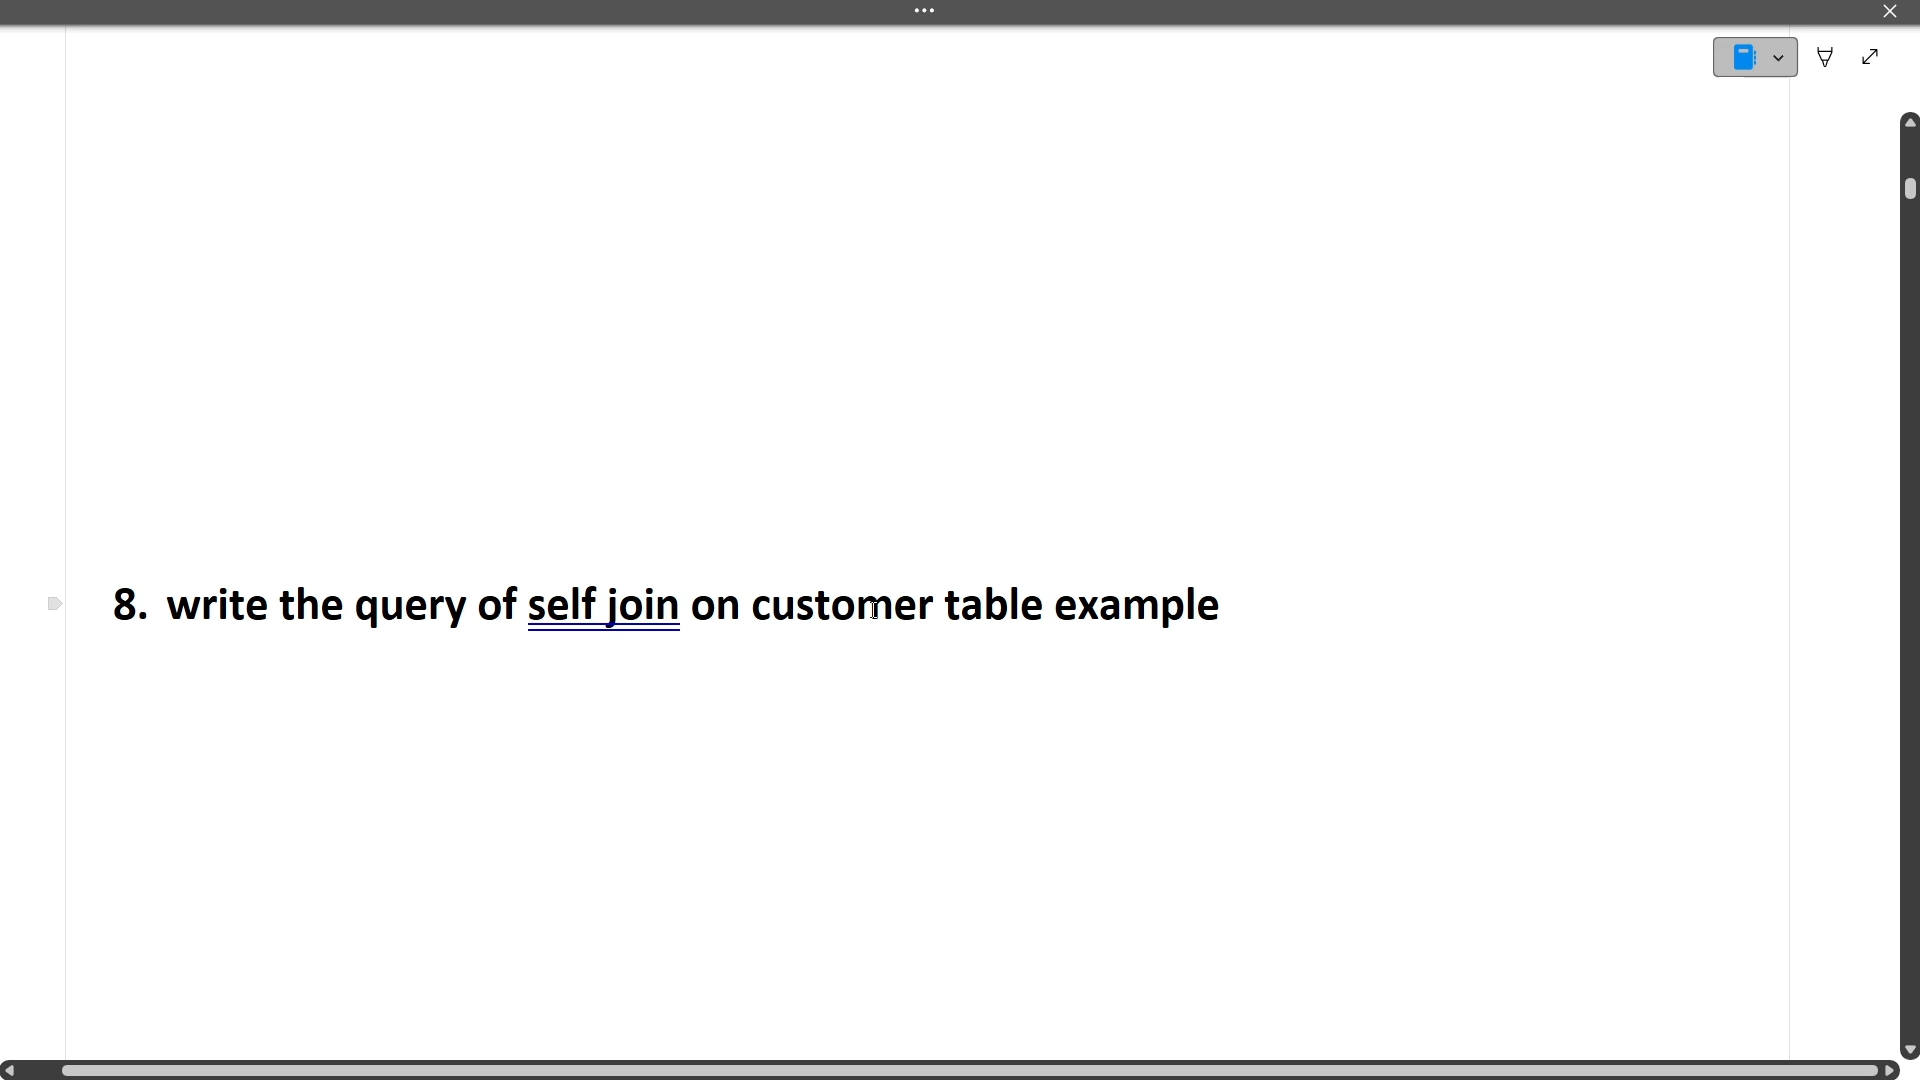 8. write the query of self join on customer table example